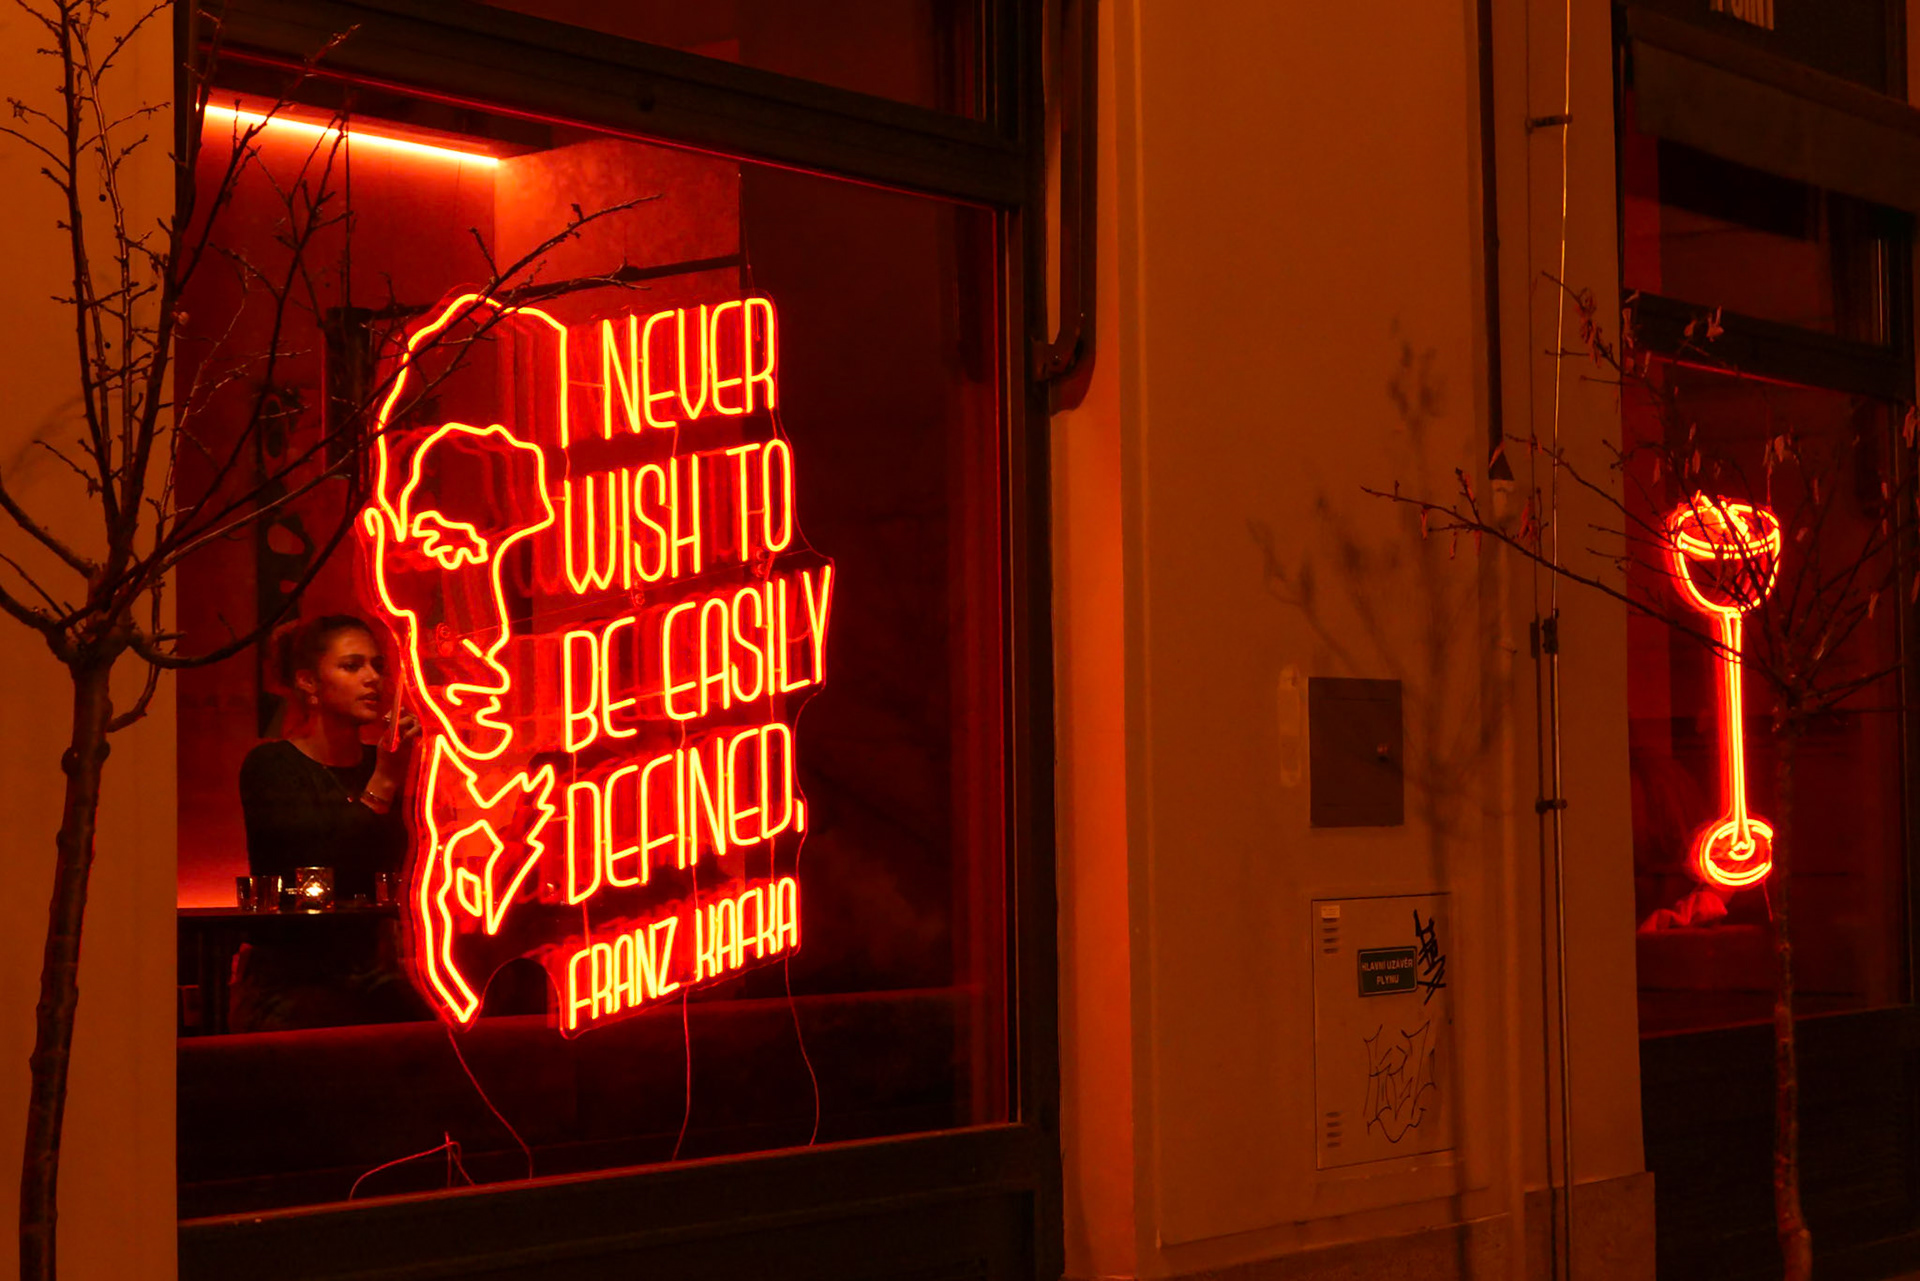 I NEVER
WISH TO
BE EASILY
DEFINED,
FRANZ KAFKA
HLAVNÍ UZÁVĚR
PLYNU